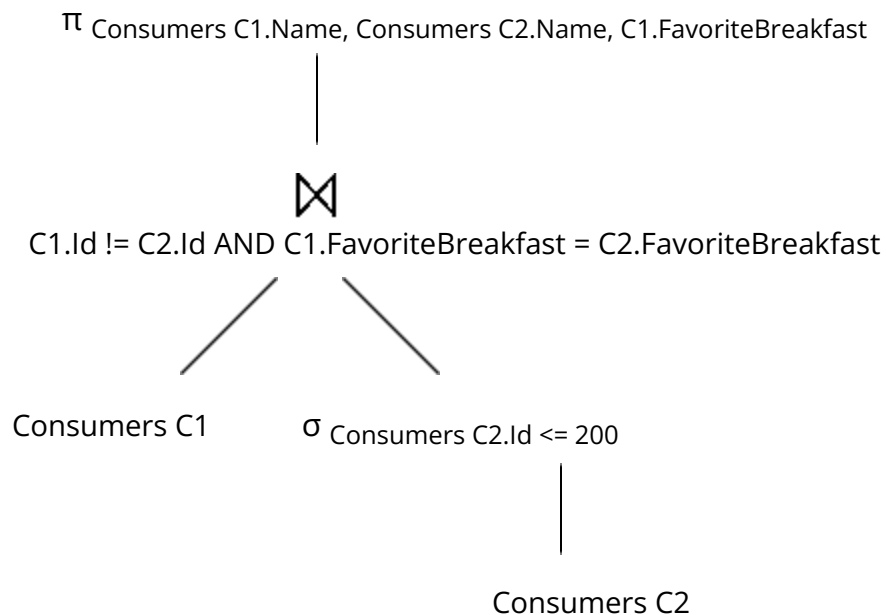 π Consumers C1.Name, Consumers C2.Name, C1.FavoriteBreakfast
⋈
C1.Id != C2.Id AND C1.FavoriteBreakfast = C2.FavoriteBreakfast
Consumers C1
σ Consumers C2.Id <= 200
Consumers C2